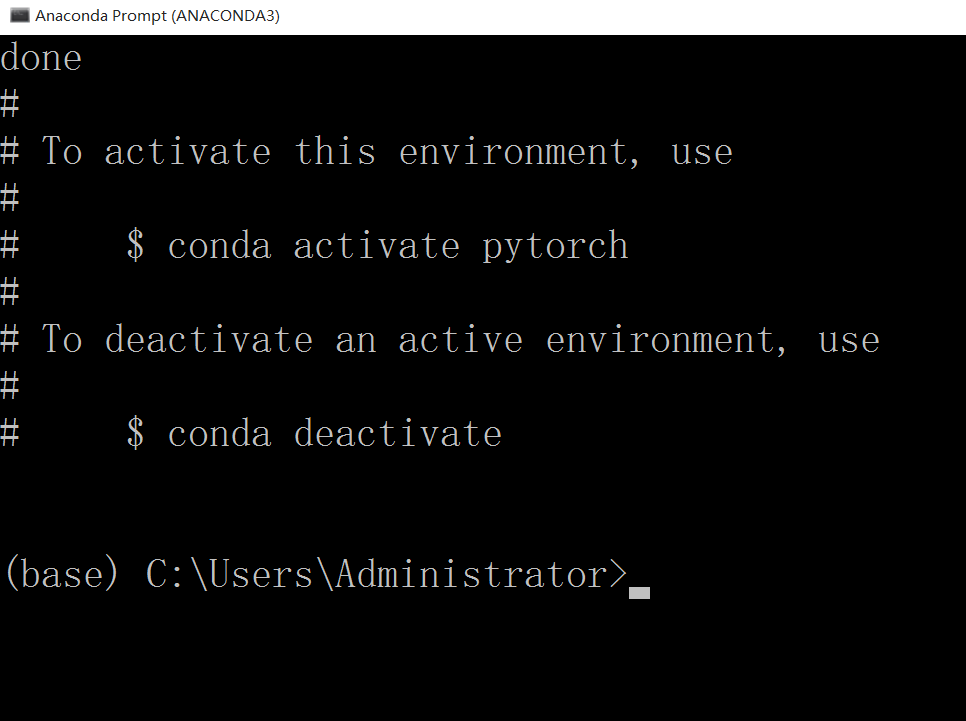 Anaconda Prompt (ANACONDA3)
done
#
# To activate this environment, use
#
#     $ conda activate pytorch
#
# To deactivate an active environment, use
#
#     $ conda deactivate
(base) C:\Users\Administrator>